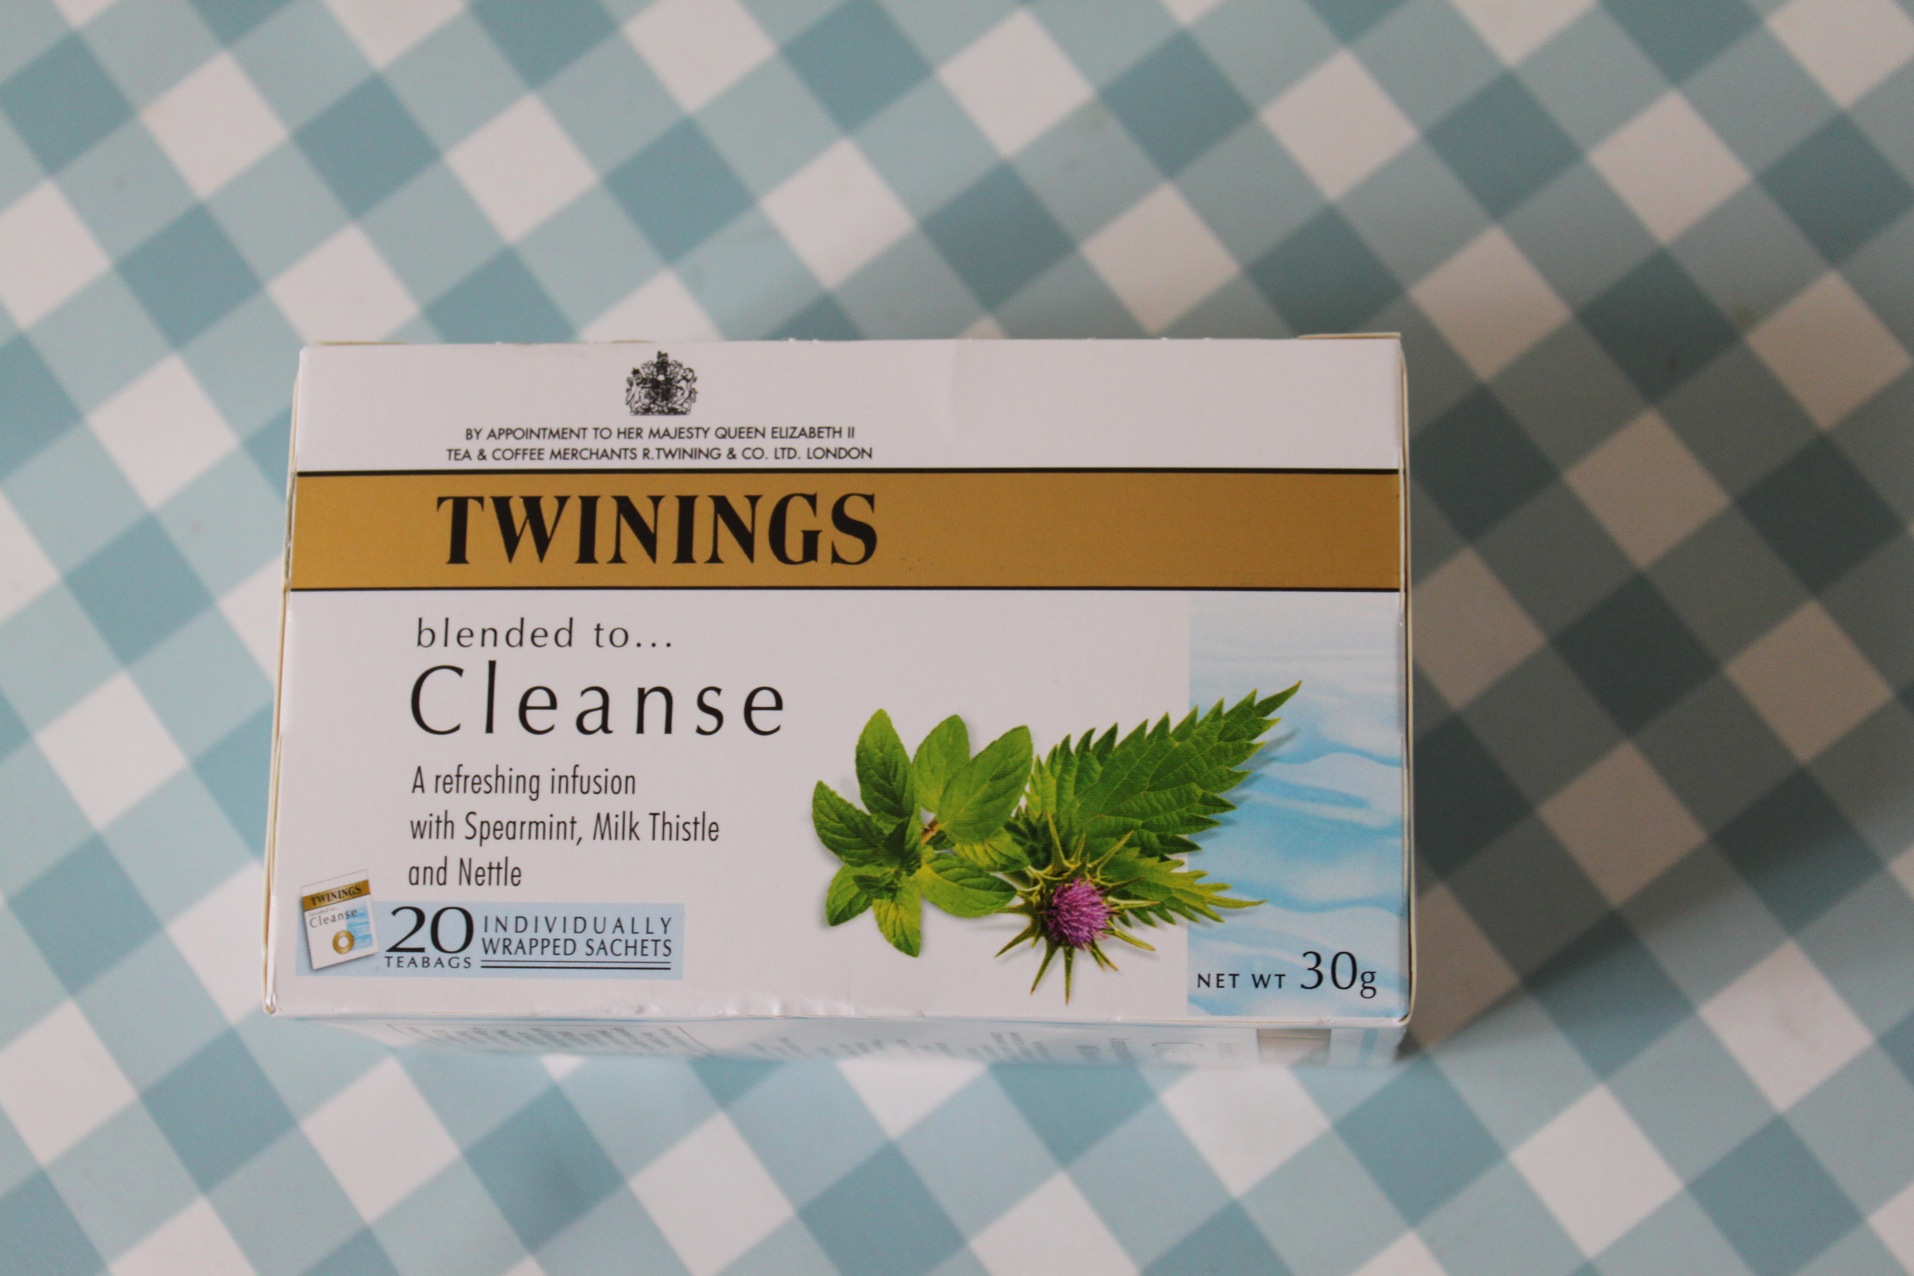 BY APPOINTMENT TO HER MAJESTY QUEEN ELIZABETH II
TEA & COFFEE MERCHANTS R.TWINING & CO. LTD. LONDON
TWININGS
blended to...
Cleanse
A refreshing infusion
with Spearmint, Milk Thistle
and Nettle
TWININGS
Cleanse
20 INDIVIDUALLY
WRAPPED SACHETS
TEABAGS
NET WT 30g